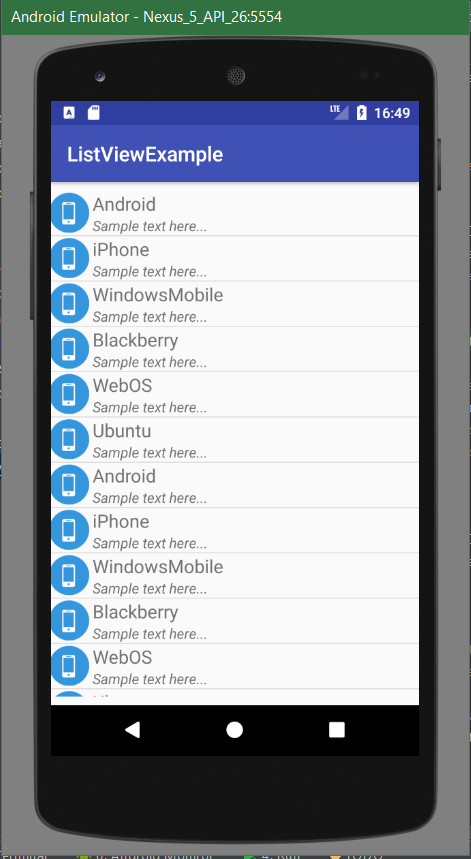 Android Emulator - Nexus_5_API_26:5554
A LTE 16:49
ListViewExample
Android
Sample text here...
iPhone
Sample text here...
WindowsMobile
Sample text here...
Blackberry
Sample text here...
WebOS
Sample text here...
Ubuntu
Sample text here...
Android
Sample text here...
iPhone
Sample text here...
WindowsMobile
Sample text here...
Blackberry
Sample text here...
WebOS
Sample text here...